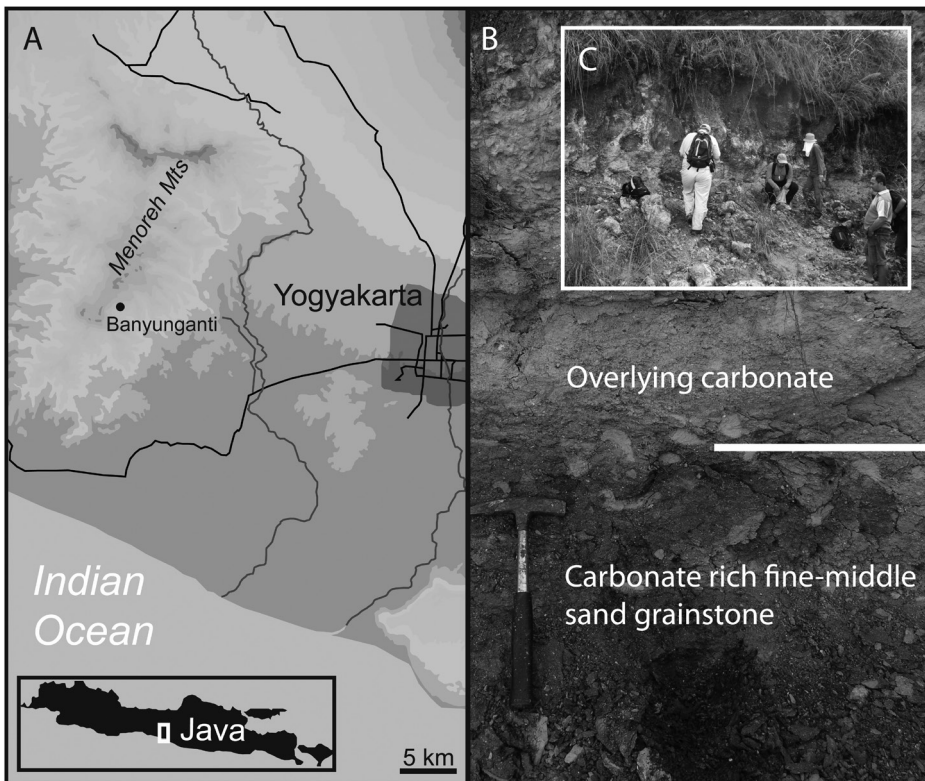 A
Menoreh Mts
Yogyakarta
Banyunganti
Indian
Ocean
Java
5 km
B
C
Overlying carbonate
Carbonate rich fine-middle
sand grainstone